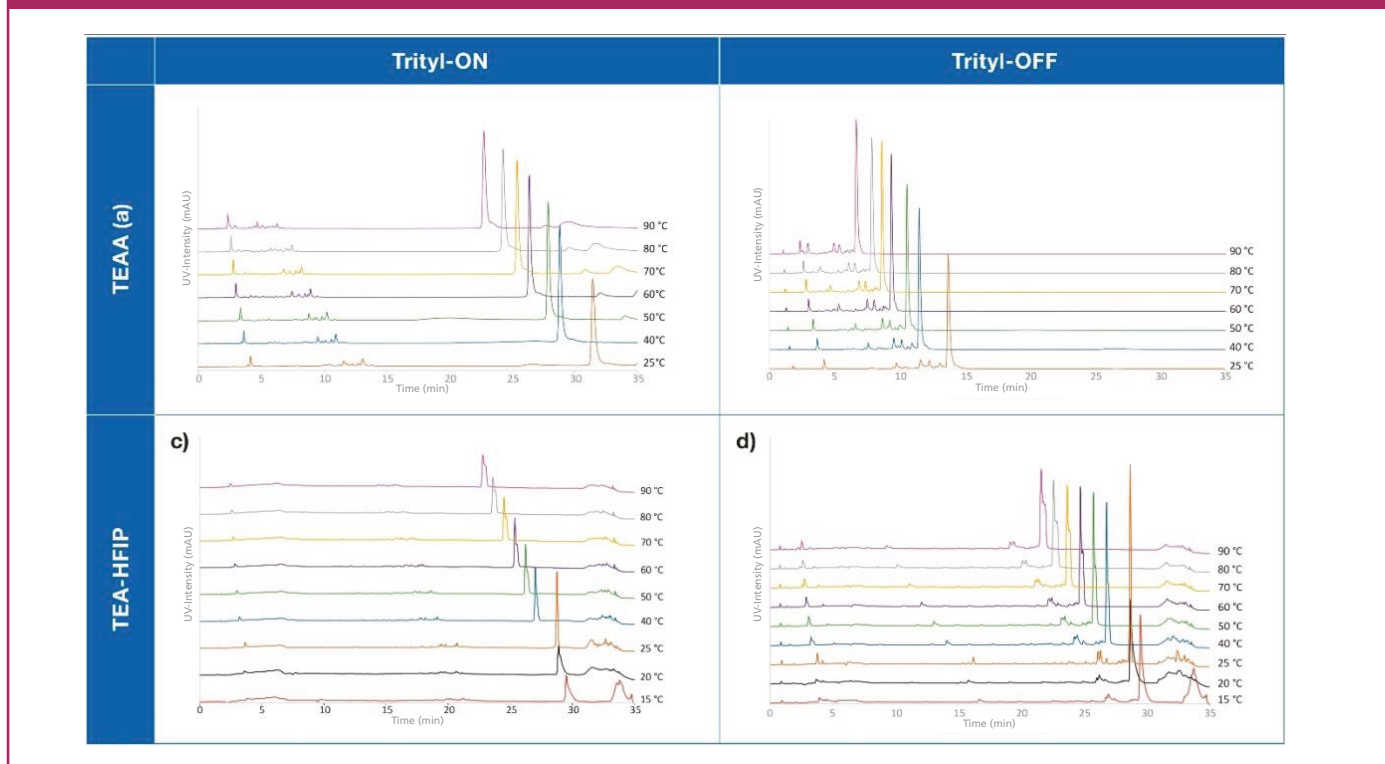 Trityl-ON
Trityl-OFF
TEAA (a)
UV-Intensity (mAU)
90 °C
80 °C
70°C
60°C
50 °C
40 °C
25°C
0 5 10 15 20 25 30 35
Time (min)
UV-Intensity (mAU)
90°C
80 °C
70 °C
60 °C
50 °C
40 °C
25 °C
0 5 10 15 20 25 30 35
Time (min)
TEA-HFIP
c)
UV-Intensity (mAU)
90 °C
80 °C
70 °C
60 °C
50 °C
40 °C
25 °C
20 °C
15 °C
0 5 10 15 20 25 30 35
Time (min)
d)
UV-Intensity (mAU)
90 °C
80 °C
70 °C
60 °C
50 °C
40 °C
25 °C
20 °C
15 °C
0 5 10 15 20 25 30 35
Time (min)